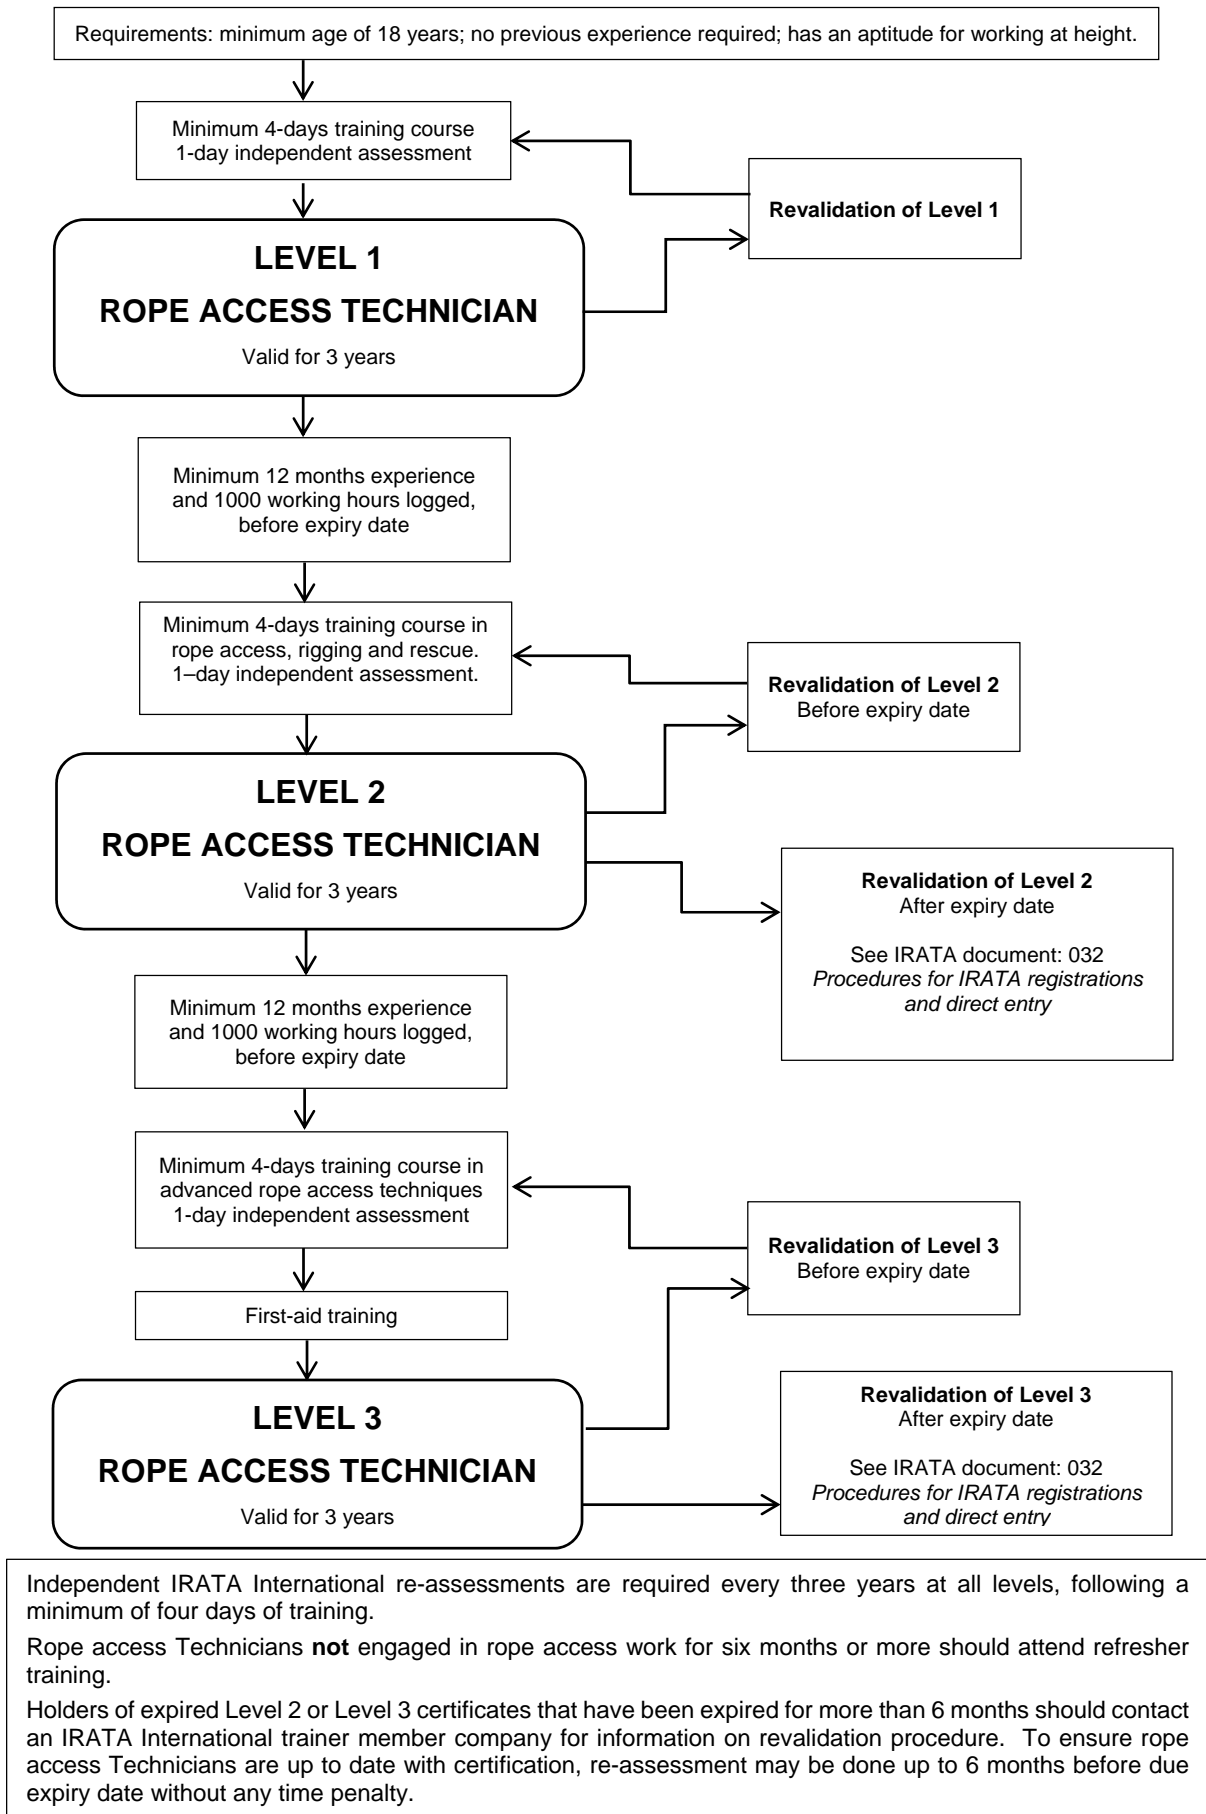 Requirements: minimum age of 18 years; no previous experience required; has an aptitude for working at height.
Minimum 4-days training course
1-day independent assessment
Revalidation of Level 1
LEVEL 1
ROPE ACCESS TECHNICIAN
Valid for 3 years
Minimum 12 months experience
and 1000 working hours logged,
before expiry date
Minimum 4-days training course in
rope access, rigging and rescue.
1–day independent assessment.
Revalidation of Level 2
Before expiry date
LEVEL 2
ROPE ACCESS TECHNICIAN
Valid for 3 years
Revalidation of Level 2
After expiry date
See IRATA document: 032
Procedures for IRATA registrations
and direct entry
Minimum 12 months experience
and 1000 working hours logged,
before expiry date
Minimum 4-days training course in
advanced rope access techniques
1-day independent assessment
Revalidation of Level 3
Before expiry date
First-aid training
LEVEL 3
ROPE ACCESS TECHNICIAN
Valid for 3 years
Revalidation of Level 3
After expiry date
See IRATA document: 032
Procedures for IRATA registrations
and direct entry
Independent IRATA International re-assessments are required every three years at all levels, following a
minimum of four days of training.
Rope access Technicians not engaged in rope access work for six months or more should attend refresher
training.
Holders of expired Level 2 or Level 3 certificates that have been expired for more than 6 months should contact
an IRATA International trainer member company for information on revalidation procedure. To ensure rope
access Technicians are up to date with certification, re-assessment may be done up to 6 months before due
expiry date without any time penalty.